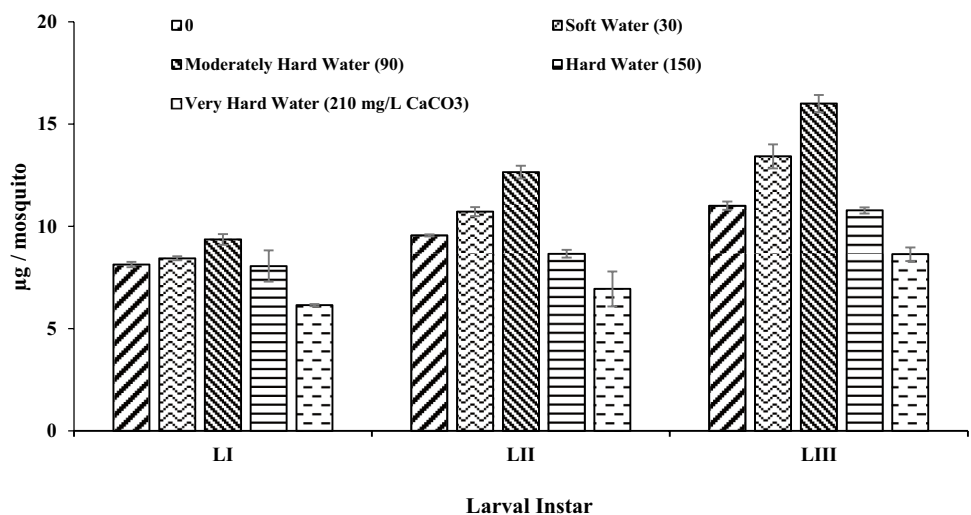 20
15
10
5
0
µg / mosquito
0
Soft Water (30)
Moderately Hard Water (90)
Hard Water (150)
Very Hard Water (210 mg/L CaCO3)
LI
LII
LIII
Larval Instar